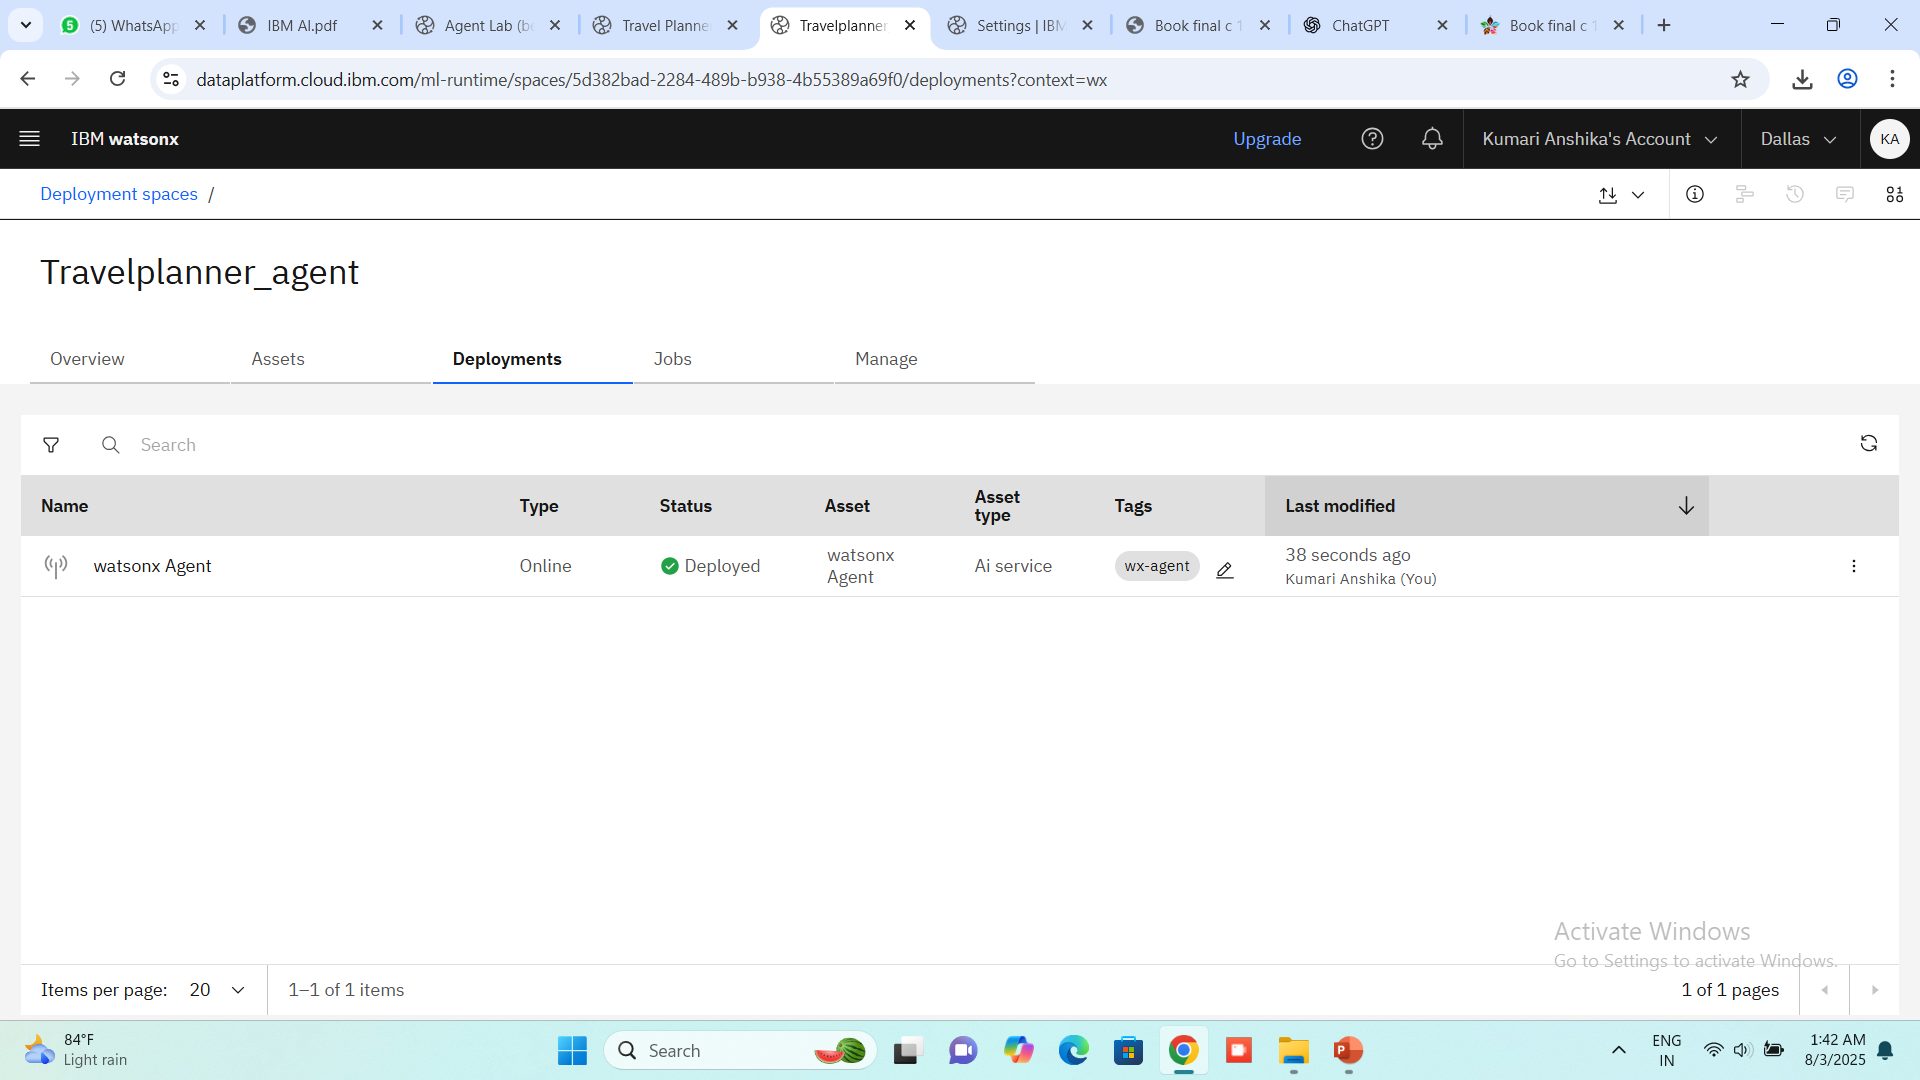 (5) WhatsApp
IBM AI.pdf
Agent Lab (be
Travel Planne
Travelplanner
Settings | IBM
Book final c 1
ChatGPT
Book final c 1
dataplatform.cloud.ibm.com/ml-runtime/spaces/5d382bad-2284-489b-b938-4b55389a69f0/deployments?context=wx
IBM watsonx
Upgrade
Kumari Anshika's Account
Dallas
KA
Deployment spaces /
Travelplanner_agent
Overview
Assets
Deployments
Jobs
Manage
Search
Name
Type
Status
Asset
Asset
type
Tags
Last modified
watsonx Agent
Online
Deployed
watsonx
Agent
Ai service
wx-agent
38 seconds ago
Kumari Anshika (You)
Activate Windows
Go to Settings to activate Windows.
Items per page: 20
1–1 of 1 items
1 of 1 pages
84°F
Light rain
Search
ENG
IN
1:42 AM
8/3/2025